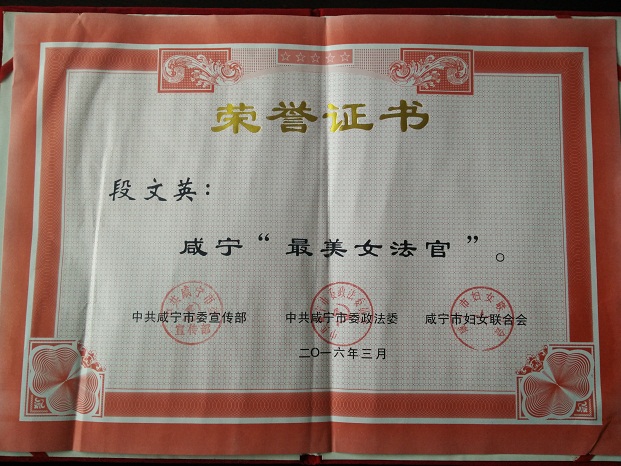 荣誉证书
段文英：
咸宁“最美女法官”。
中共咸宁市委宣传部 中共咸宁市委政法委 咸宁市妇女联合会
二〇一六年三月